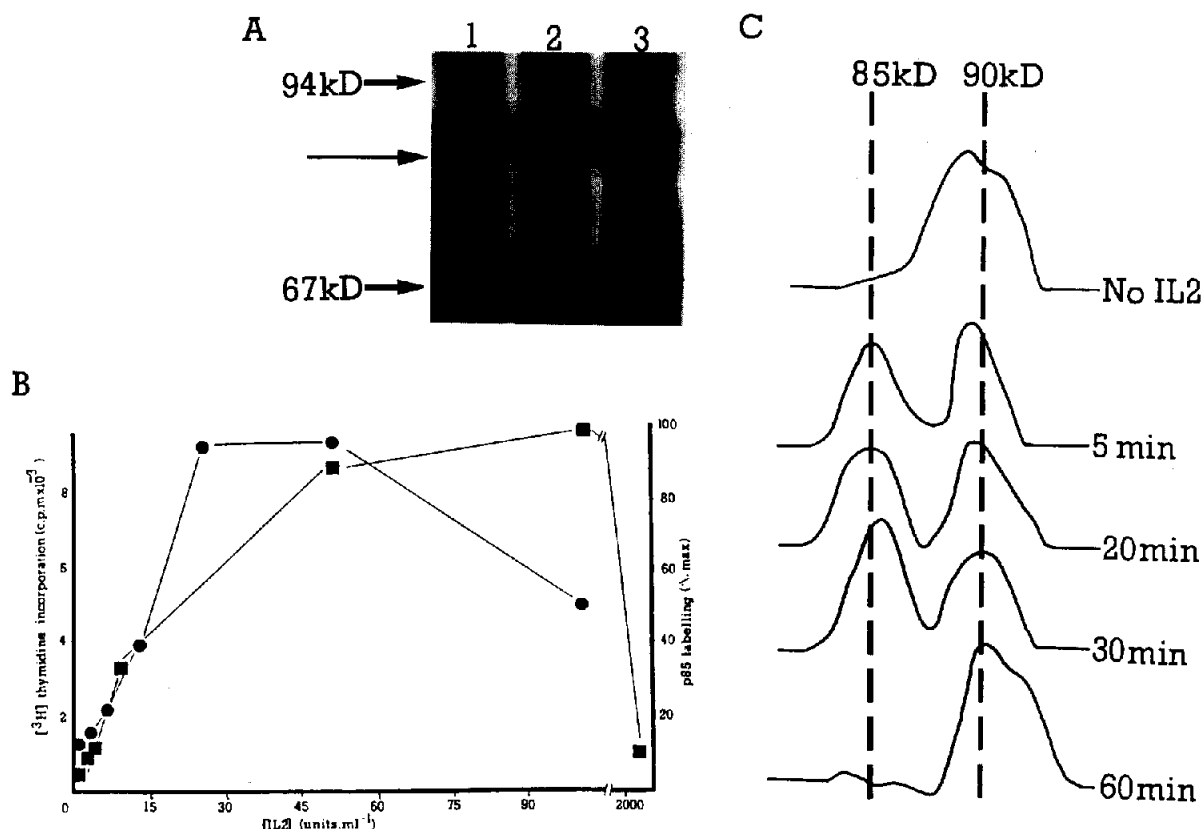 A
1 2 3
94kD
67kD
B
[³H] thymidine incorporation (c.p.m x10⁻³)
8
6
4
2
0
15
30
45
60
75
90
2000
[IL2] (units.ml⁻¹)
100
80
60
40
20
p85 labelling (%.max)
C
85kD 90kD
No IL2
5 min
20min
30min
60min